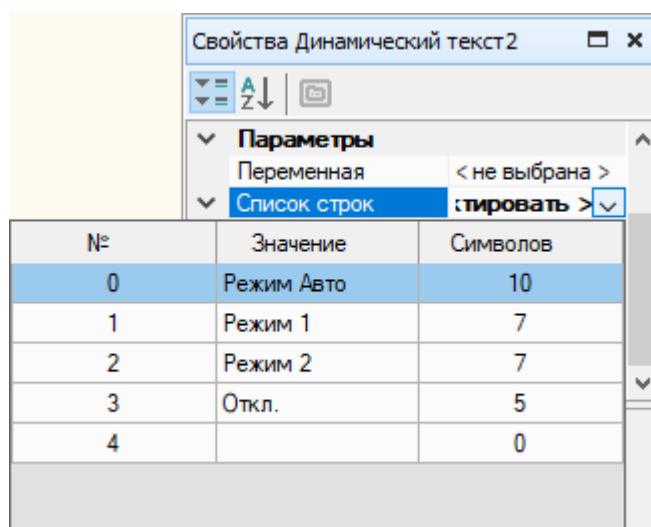 Свойства Динамический текст2
Параметры
Переменная < не выбрана >
Список строк ктировать >
№ Значение Символов
0 Режим Авто 10
1 Режим 1 7
2 Режим 2 7
3 Откл. 5
4 0